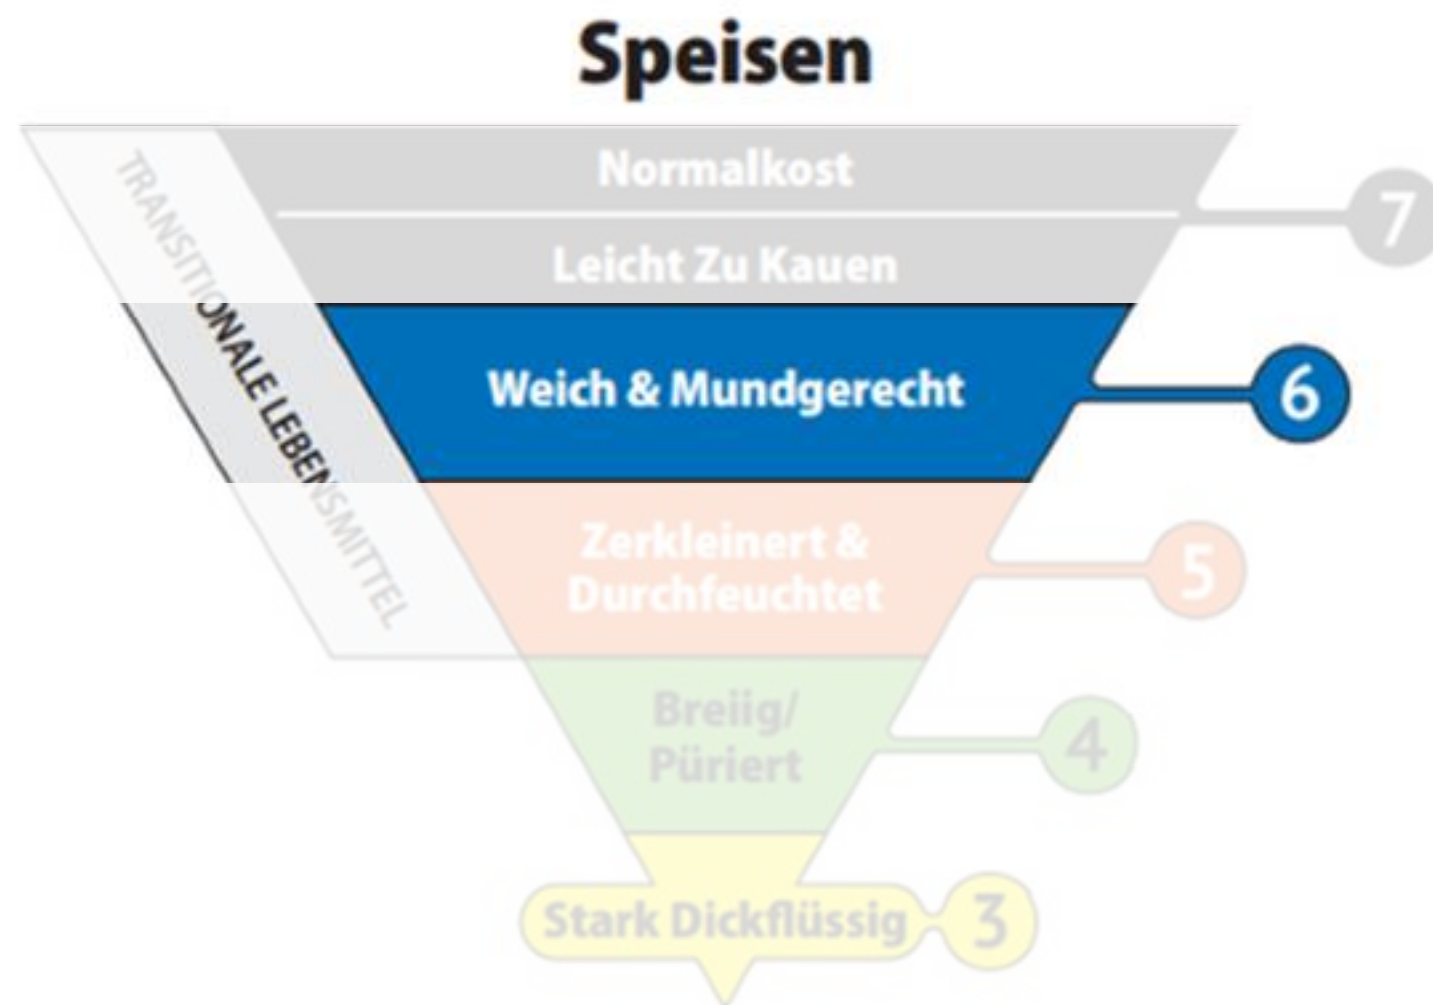 Speisen
TRANSITIONALE LEBENSMITTEL
Normalkost
7
Leicht Zu Kauen
Weich & Mundgerecht
6
Zerkleinert &
Durchfeuchtet
5
Breiig/
Püriert
4
Stark Dickflüssig
3